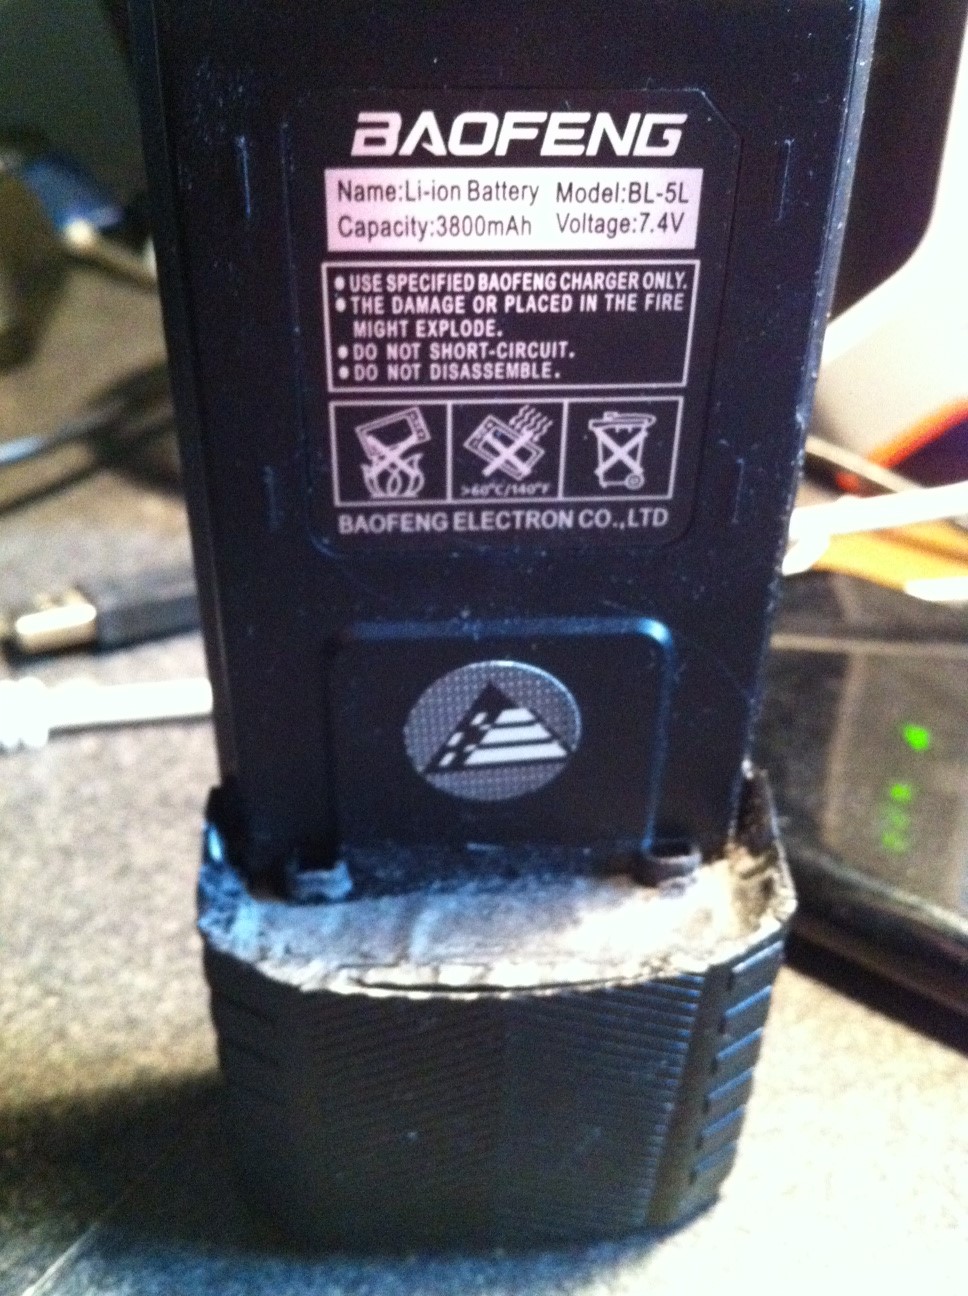 BAOFENG
Name:Li-ion Battery Model:BL-5L
Capacity:3800mAh Voltage:7.4V
• USE SPECIFIED BAOFENG CHARGER ONLY.
• THE DAMAGE OR PLACED IN THE FIRE
MIGHT EXPLODE.
• DO NOT SHORT-CIRCUIT.
• DO NOT DISASSEMBLE.
>60°C/140°F
BAOFENG ELECTRON CO.,LTD